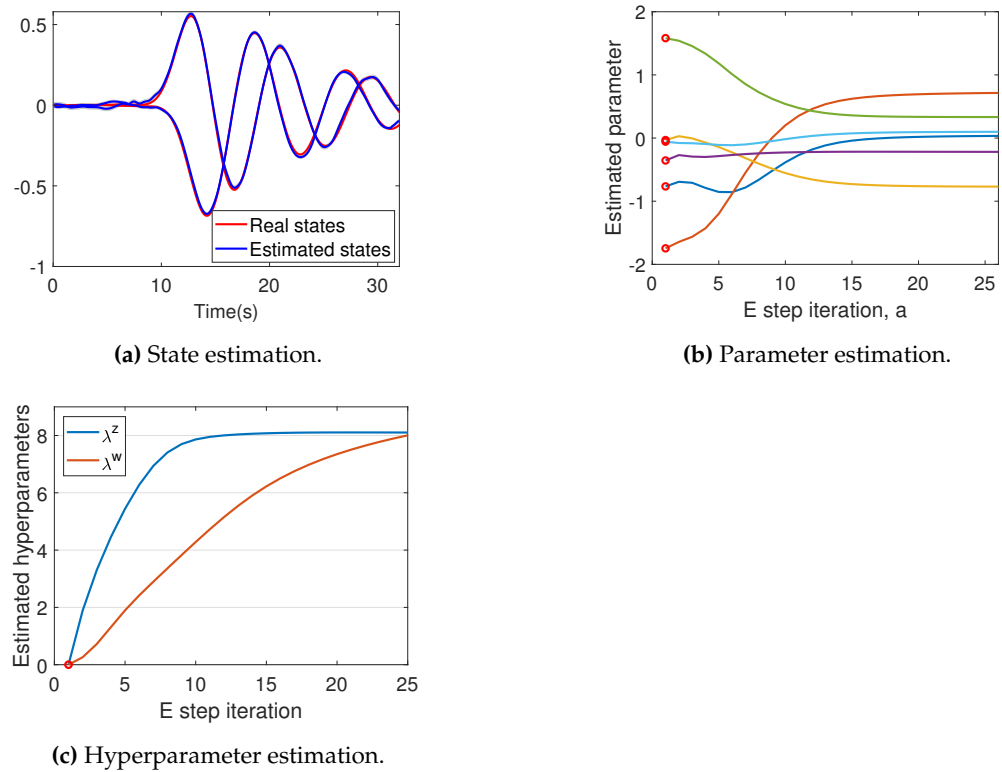 0.5
0
-0.5
-1
0 10 20 30
Time(s)
Real states
Estimated states
(a) State estimation.
2
1
0
-1
-2
0 5 10 15 20 25
E step iteration, a
Estimated parameter
(b) Parameter estimation.
8
6
4
2
0
0 5 10 15 20 25
E step iteration
Estimated hyperparameters
λ^z
λ^w
(c) Hyperparameter estimation.